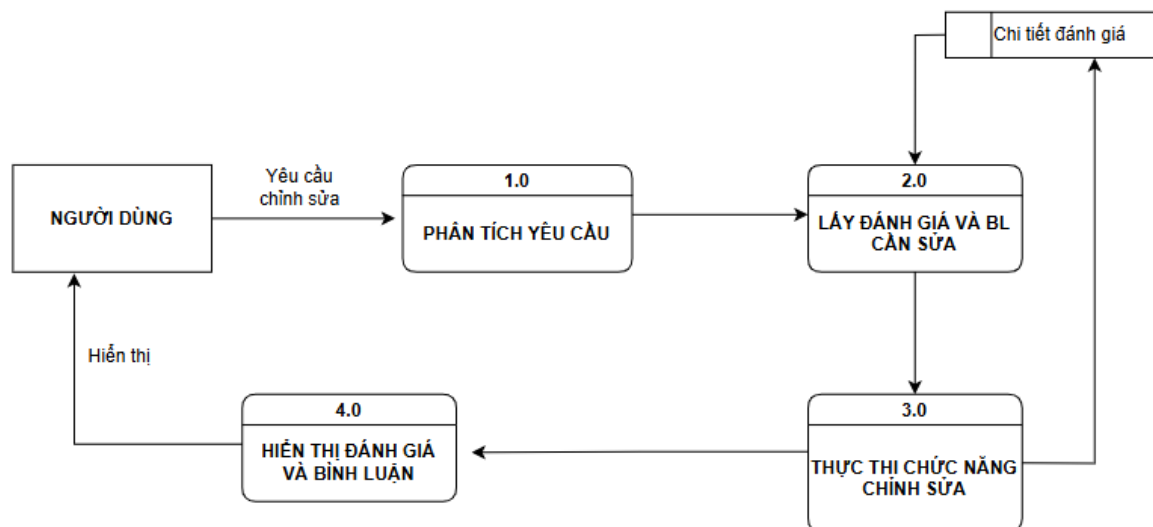 Chi tiết đánh giá
NGƯỜI DÙNG
Yêu cầu
chỉnh sửa
1.0
PHÂN TÍCH YÊU CẦU
2.0
LẤY ĐÁNH GIÁ VÀ BL
CẦN SỬA
Hiển thị
4.0
HIỂN THỊ ĐÁNH GIÁ
VÀ BÌNH LUẬN
3.0
THỰC THI CHỨC NĂNG
CHỈNH SỬA